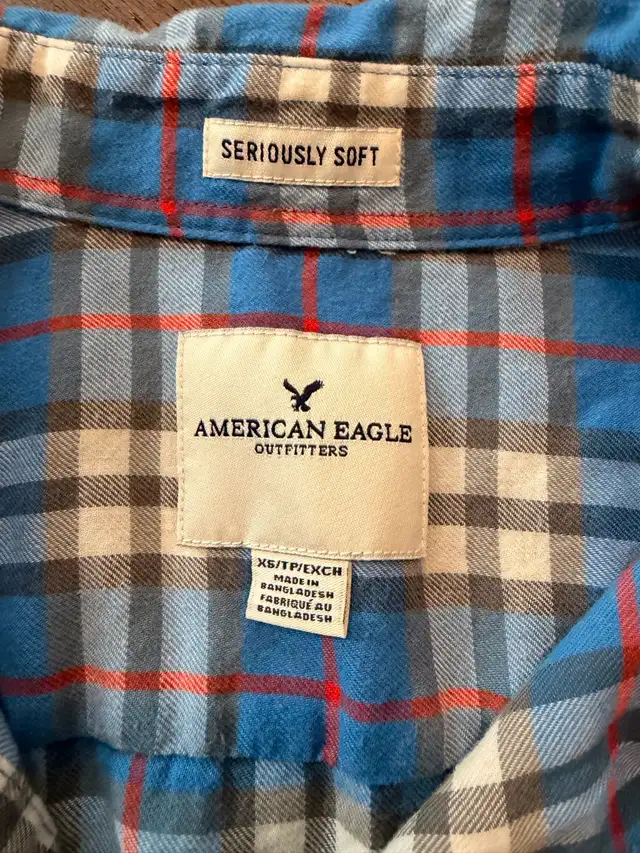 SERIOUSLY SOFT
AMERICAN EAGLE
OUTFITTERS
XS/TP/EXCH
MADE IN
BANGLADESH
FABRIQUÉ AU
BANGLADESH